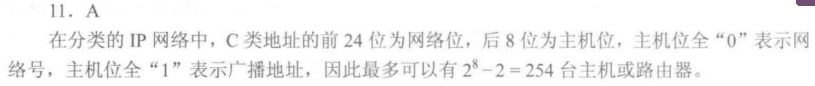 11．A
在分类的 IP 网络中，C 类地址的前 24 位为网络位，后 8 位为主机位，主机位全“0”表示网
络号，主机位全“1”表示广播地址，因此最多可以有 2⁸－2 = 254 台主机或路由器。